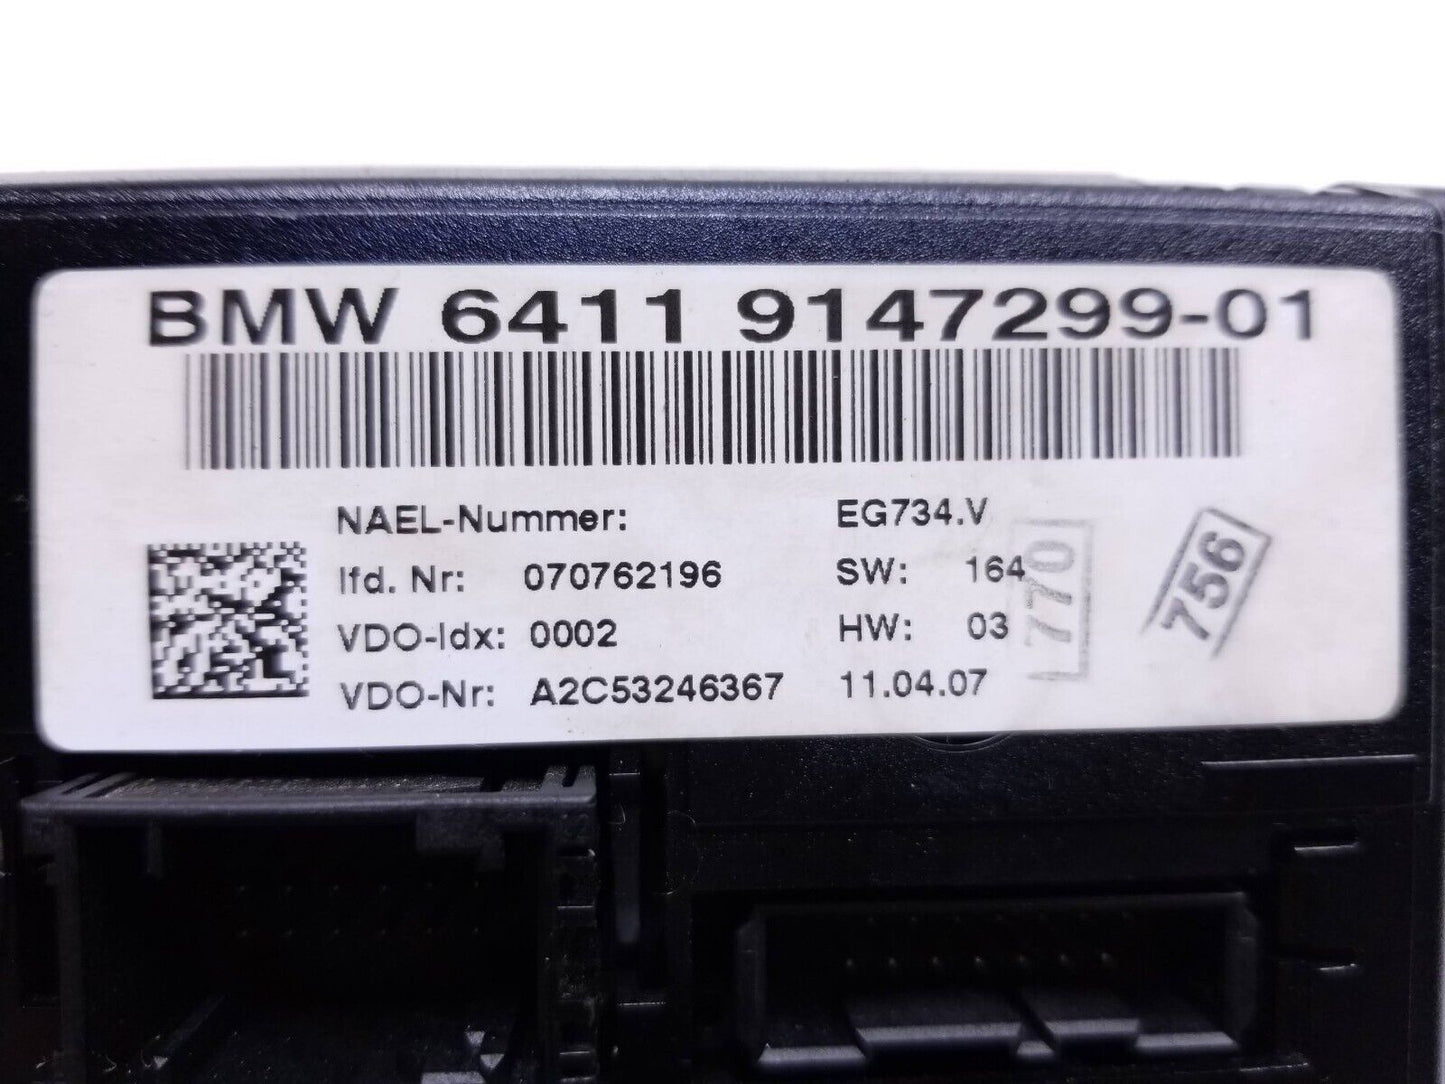 BMW 6411 9147299-01
NAEL-Nummer: EG734.V
lfd. Nr: 070762196 SW: 164
VDO-Idx: 0002 HW: 03
VDO-Nr: A2C53246367 11.04.07
770
756